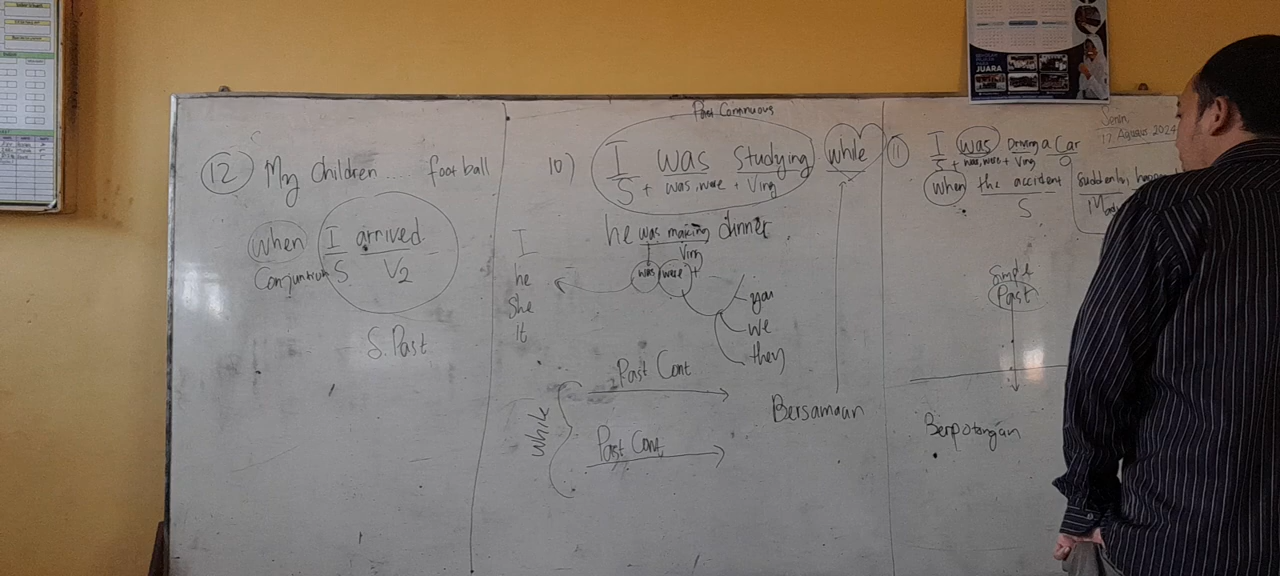 12 My children .... football
When I arrived
Conjunction S V2
S. Past
Past Continuous
10) I was studying while
S + was, were + Ving
he was making dinner
Ving
was were +
I
he
She
It
you
we
they
Past Cont
while
Past Cont
Bersamaan
Senin,
17, Agustus 2024
11 I was Driving a Car
S + was, were + Ving
When the accident suddenly
S
Simple
Past
Berpotongan
JUARA